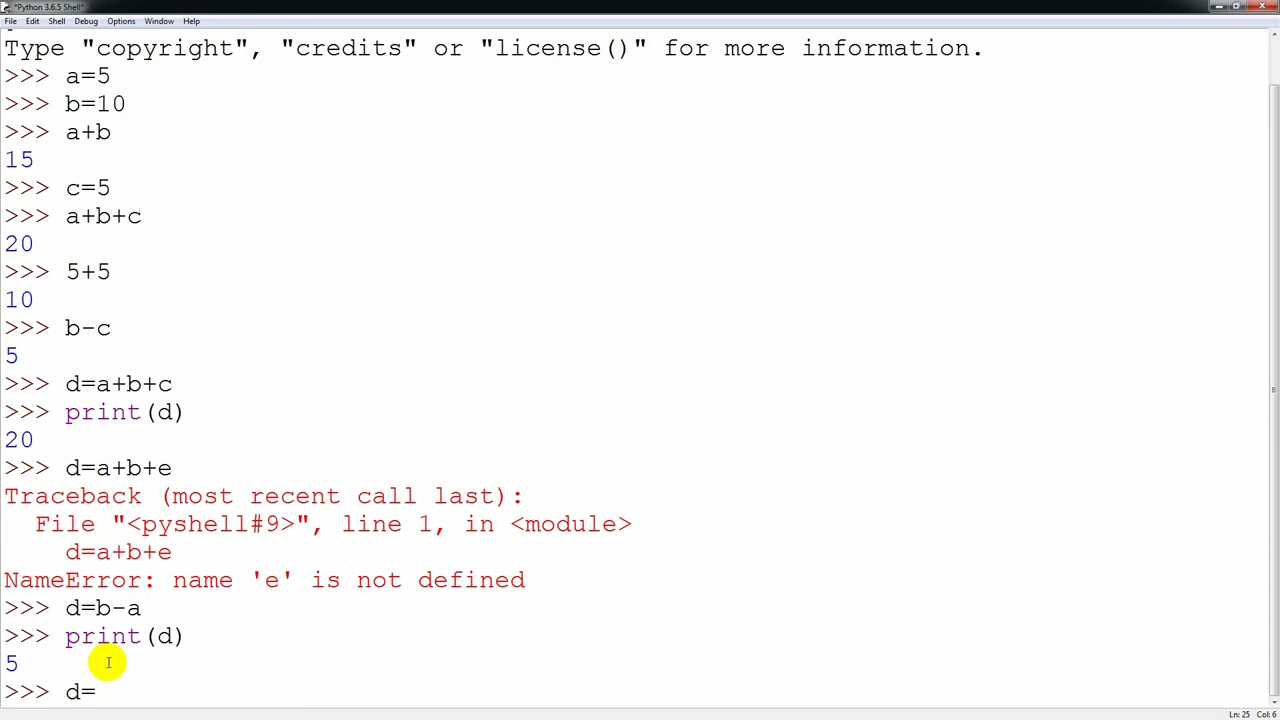 *Python 3.6.5 Shell*
File Edit Shell Debug Options Window Help
Type "copyright", "credits" or "license()" for more information.
>>> a=5
>>> b=10
>>> a+b
15
>>> c=5
>>> a+b+c
20
>>> 5+5
10
>>> b-c
5
>>> d=a+b+c
>>> print(d)
20
>>> d=a+b+e
Traceback (most recent call last):
  File "<pyshell#9>", line 1, in <module>
    d=a+b+e
NameError: name 'e' is not defined
>>> d=b-a
>>> print(d)
5
>>> d=
Ln: 25 Col: 6